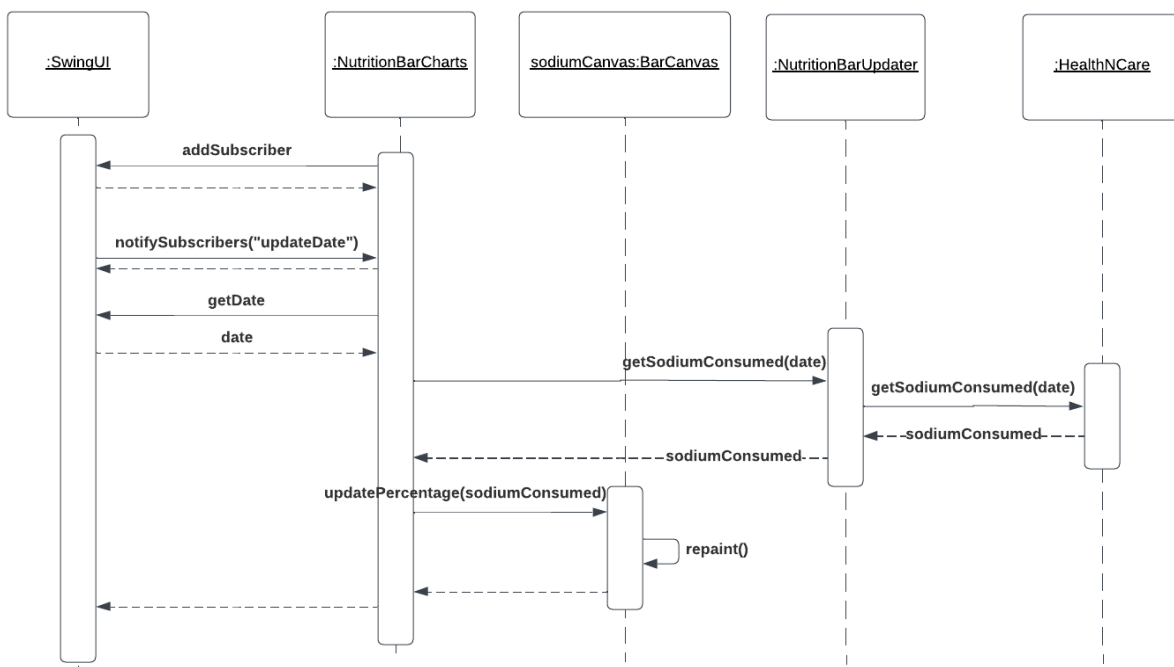 :SwingUI
:NutritionBarCharts
sodiumCanvas:BarCanvas
:NutritionBarUpdater
:HealthNCare
addSubscriber
notifySubscribers("updateDate")
getDate
date
getSodiumConsumed(date)
getSodiumConsumed(date)
sodiumConsumed
sodiumConsumed
updatePercentage(sodiumConsumed)
repaint()